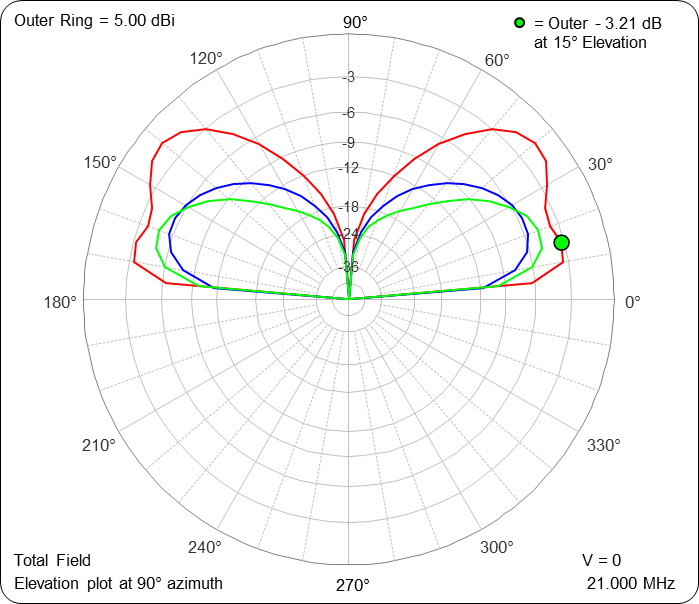 Outer Ring = 5.00 dBi
90°
= Outer - 3.21 dB
at 15° Elevation
120°
60°
-3
-6
-9
-12
150°
30°
-18
-24
-36
180°
0°
210°
330°
240°
300°
Total Field
V = 0
Elevation plot at 90° azimuth
270°
21.000 MHz